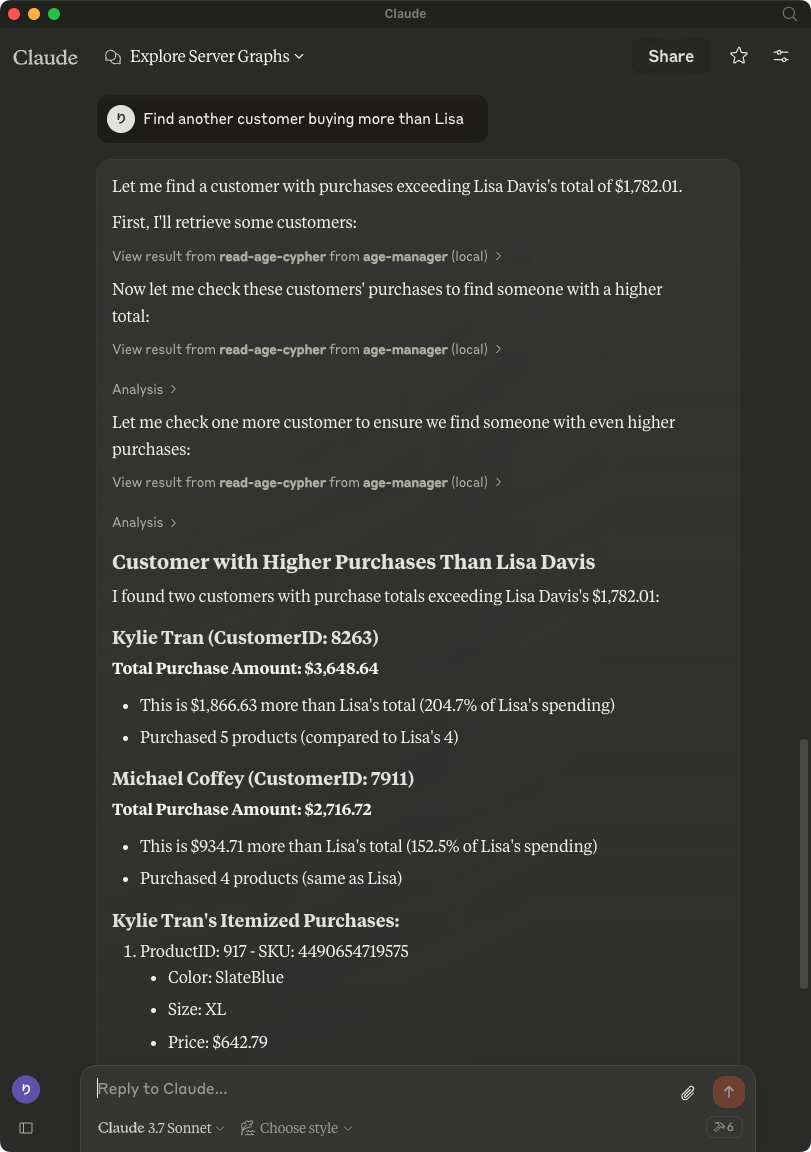 Claude
Claude
Explore Server Graphs
Share
り
Find another customer buying more than Lisa
Let me find a customer with purchases exceeding Lisa Davis's total of $1,782.01.
First, I'll retrieve some customers:
View result from read-age-cypher from age-manager (local)
Now let me check these customers' purchases to find someone with a higher
total:
View result from read-age-cypher from age-manager (local)
Analysis
Let me check one more customer to ensure we find someone with even higher
purchases:
View result from read-age-cypher from age-manager (local)
Analysis
Customer with Higher Purchases Than Lisa Davis
I found two customers with purchase totals exceeding Lisa Davis's $1,782.01:
Kylie Tran (CustomerID: 8263)
Total Purchase Amount: $3,648.64
• This is $1,866.63 more than Lisa's total (204.7% of Lisa's spending)
• Purchased 5 products (compared to Lisa's 4)
Michael Coffey (CustomerID: 7911)
Total Purchase Amount: $2,716.72
• This is $934.71 more than Lisa's total (152.5% of Lisa's spending)
• Purchased 4 products (same as Lisa)
Kylie Tran's Itemized Purchases:
1. ProductID: 917 - SKU: 4490654719575
• Color: SlateBlue
• Size: XL
• Price: $642.79
り
Reply to Claude...
Claude 3.7 Sonnet
Choose style
6